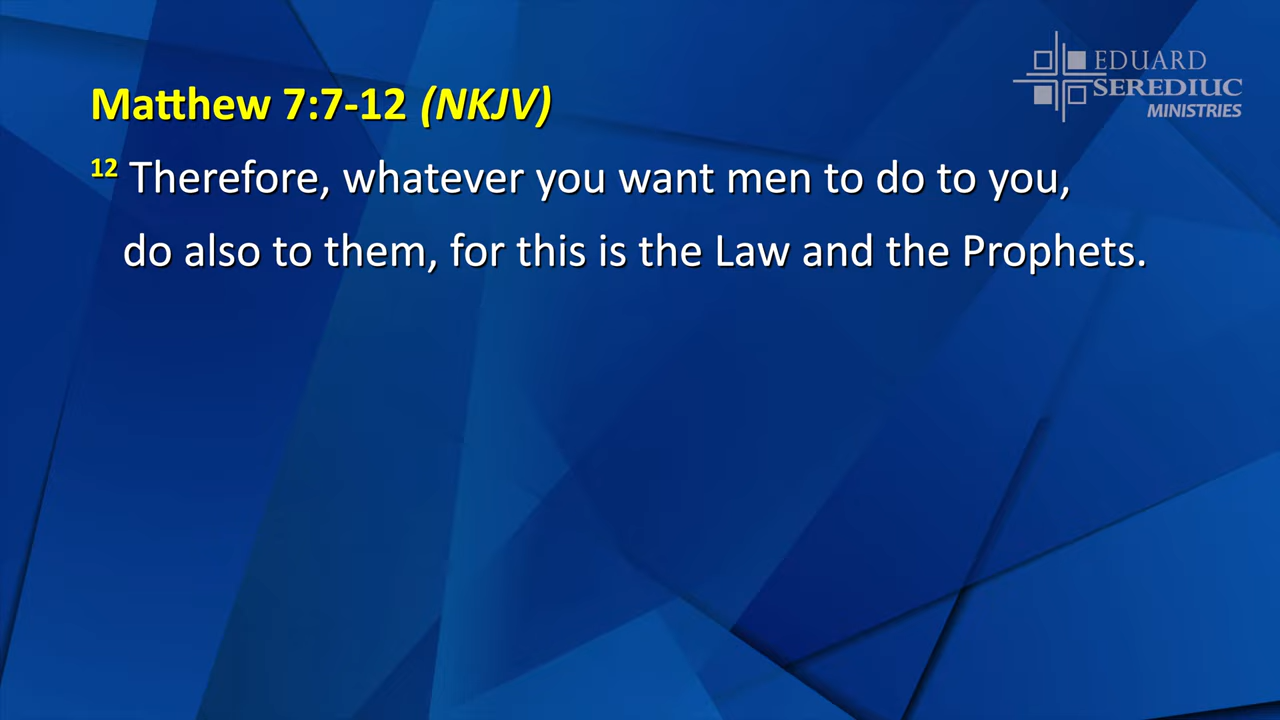 EDUARD
SEREDIUC
MINISTRIES
Matthew 7:7-12 (NKJV)
12 Therefore, whatever you want men to do to you,
do also to them, for this is the Law and the Prophets.